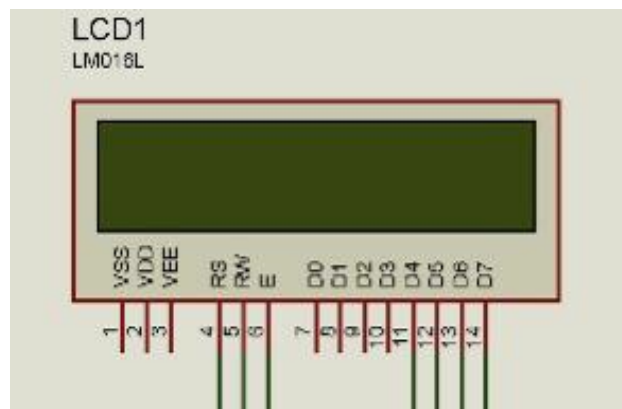 LCD1
LM016L
VSS VDD VEE RS RW E D0 D1 D2 D3 D4 D5 D6 D7
1 2 3 4 5 6 7 8 9 10 11 12 13 14